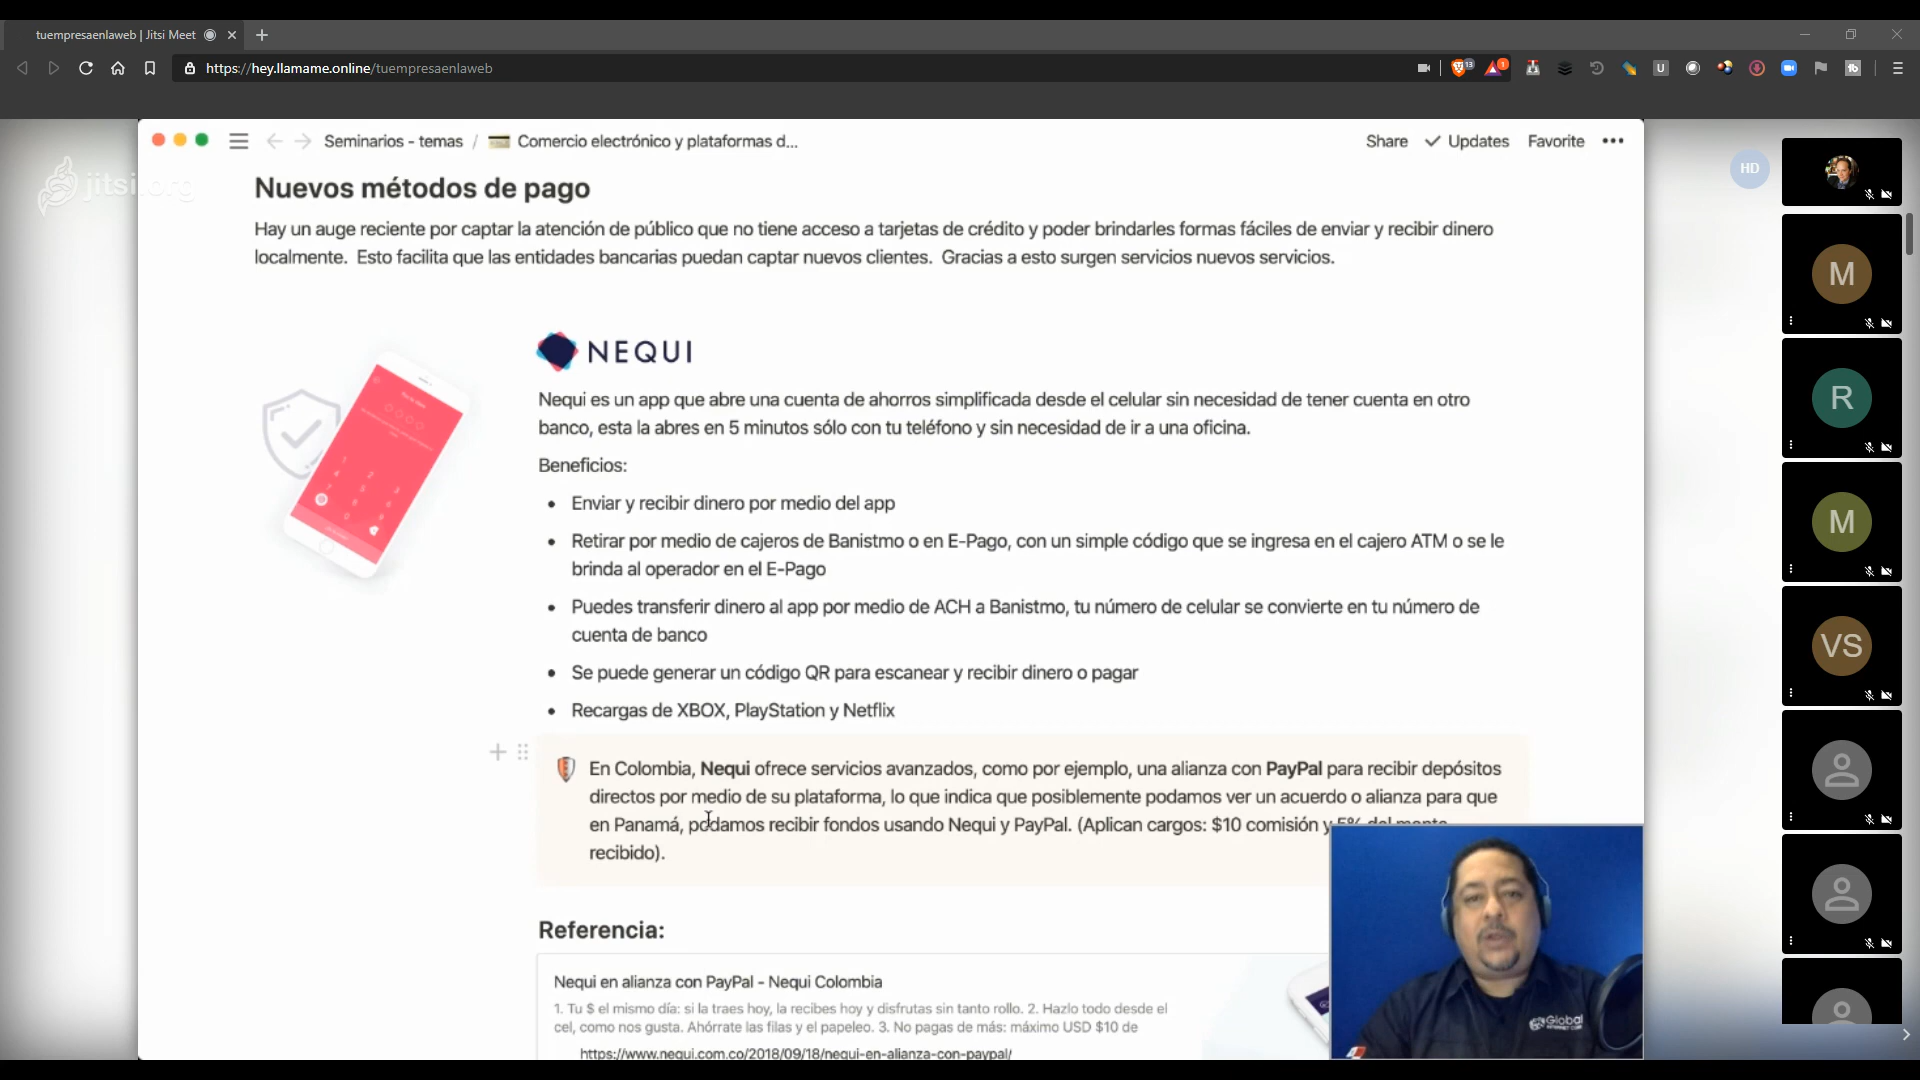 tuempresaenlaweb | Jitsi Meet
https://hey.llamame.online/tuempresaenlaweb
13
1
U
fb
jitsi.org
Seminarios - temas / Comercio electrónico y plataformas d...
Share Updates Favorite
HD
Nuevos métodos de pago
Hay un auge reciente por captar la atención de público que no tiene acceso a tarjetas de crédito y poder brindarles formas fáciles de enviar y recibir dinero
localmente. Esto facilita que las entidades bancarias puedan captar nuevos clientes. Gracias a esto surgen servicios nuevos servicios.
NEQUI
Nequi es un app que abre una cuenta de ahorros simplificada desde el celular sin necesidad de tener cuenta en otro
banco, esta la abres en 5 minutos sólo con tu teléfono y sin necesidad de ir a una oficina.
Beneficios:
• Enviar y recibir dinero por medio del app
• Retirar por medio de cajeros de Banistmo o en E-Pago, con un simple código que se ingresa en el cajero ATM o se le
brinda al operador en el E-Pago
• Puedes transferir dinero al app por medio de ACH a Banistmo, tu número de celular se convierte en tu número de
cuenta de banco
• Se puede generar un código QR para escanear y recibir dinero o pagar
• Recargas de XBOX, PlayStation y Netflix
En Colombia, Nequi ofrece servicios avanzados, como por ejemplo, una alianza con PayPal para recibir depósitos
directos por medio de su plataforma, lo que indica que posiblemente podamos ver un acuerdo o alianza para que
en Panamá, podamos recibir fondos usando Nequi y PayPal. (Aplican cargos: $10 comisión y 5% del monto
recibido).
Referencia:
Nequi en alianza con PayPal - Nequi Colombia
1. Tu $ el mismo día: si la traes hoy, la recibes hoy y disfrutas sin tanto rollo. 2. Hazlo todo desde el
cel, como nos gusta. Ahórrate las filas y el papeleo. 3. No pagas de más: máximo USD $10 de
https://www.nequi.com.co/2018/09/18/nequi-en-alianza-con-paypal/
Global
M
R
M
VS